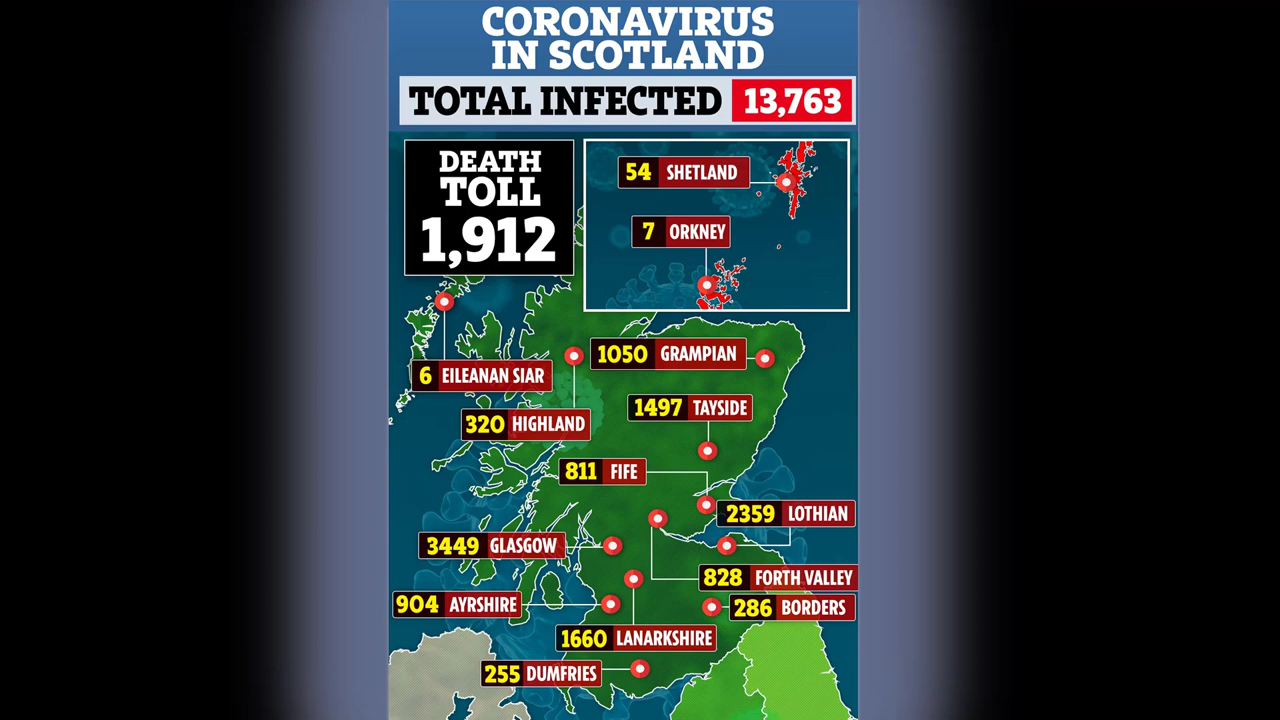 CORONAVIRUS
IN SCOTLAND
TOTAL INFECTED 13,763
DEATH
TOLL
1,912
54 SHETLAND
7 ORKNEY
1050 GRAMPIAN
6 EILEANAN SIAR
1497 TAYSIDE
320 HIGHLAND
811 FIFE
2359 LOTHIAN
3449 GLASGOW
828 FORTH VALLEY
904 AYRSHIRE
286 BORDERS
1660 LANARKSHIRE
255 DUMFRIES